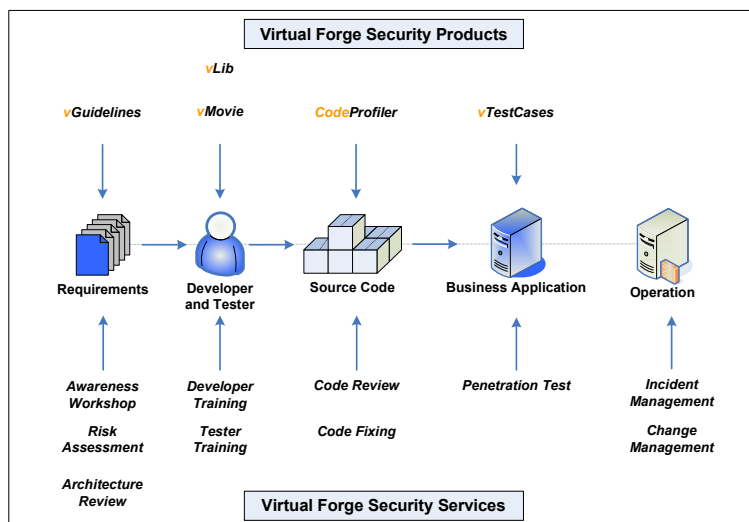 Virtual Forge Security Products
vLib
vGuidelines
vMovie
CodeProfiler
vTestCases
Requirements
Developer
and Tester
Source Code
Business Application
Operation
Awareness
Workshop
Risk
Assessment
Architecture
Review
Developer
Training
Tester
Training
Code Review
Code Fixing
Penetration Test
Incident
Management
Change
Management
Virtual Forge Security Services